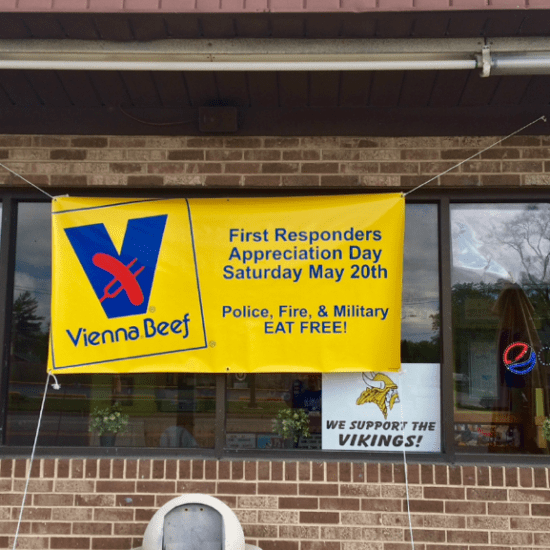 First Responders
Appreciation Day
Saturday May 20th
Police, Fire, & Military
EAT FREE!
V
Vienna Beef
®
®
WE SUPPORT THE
VIKINGS!